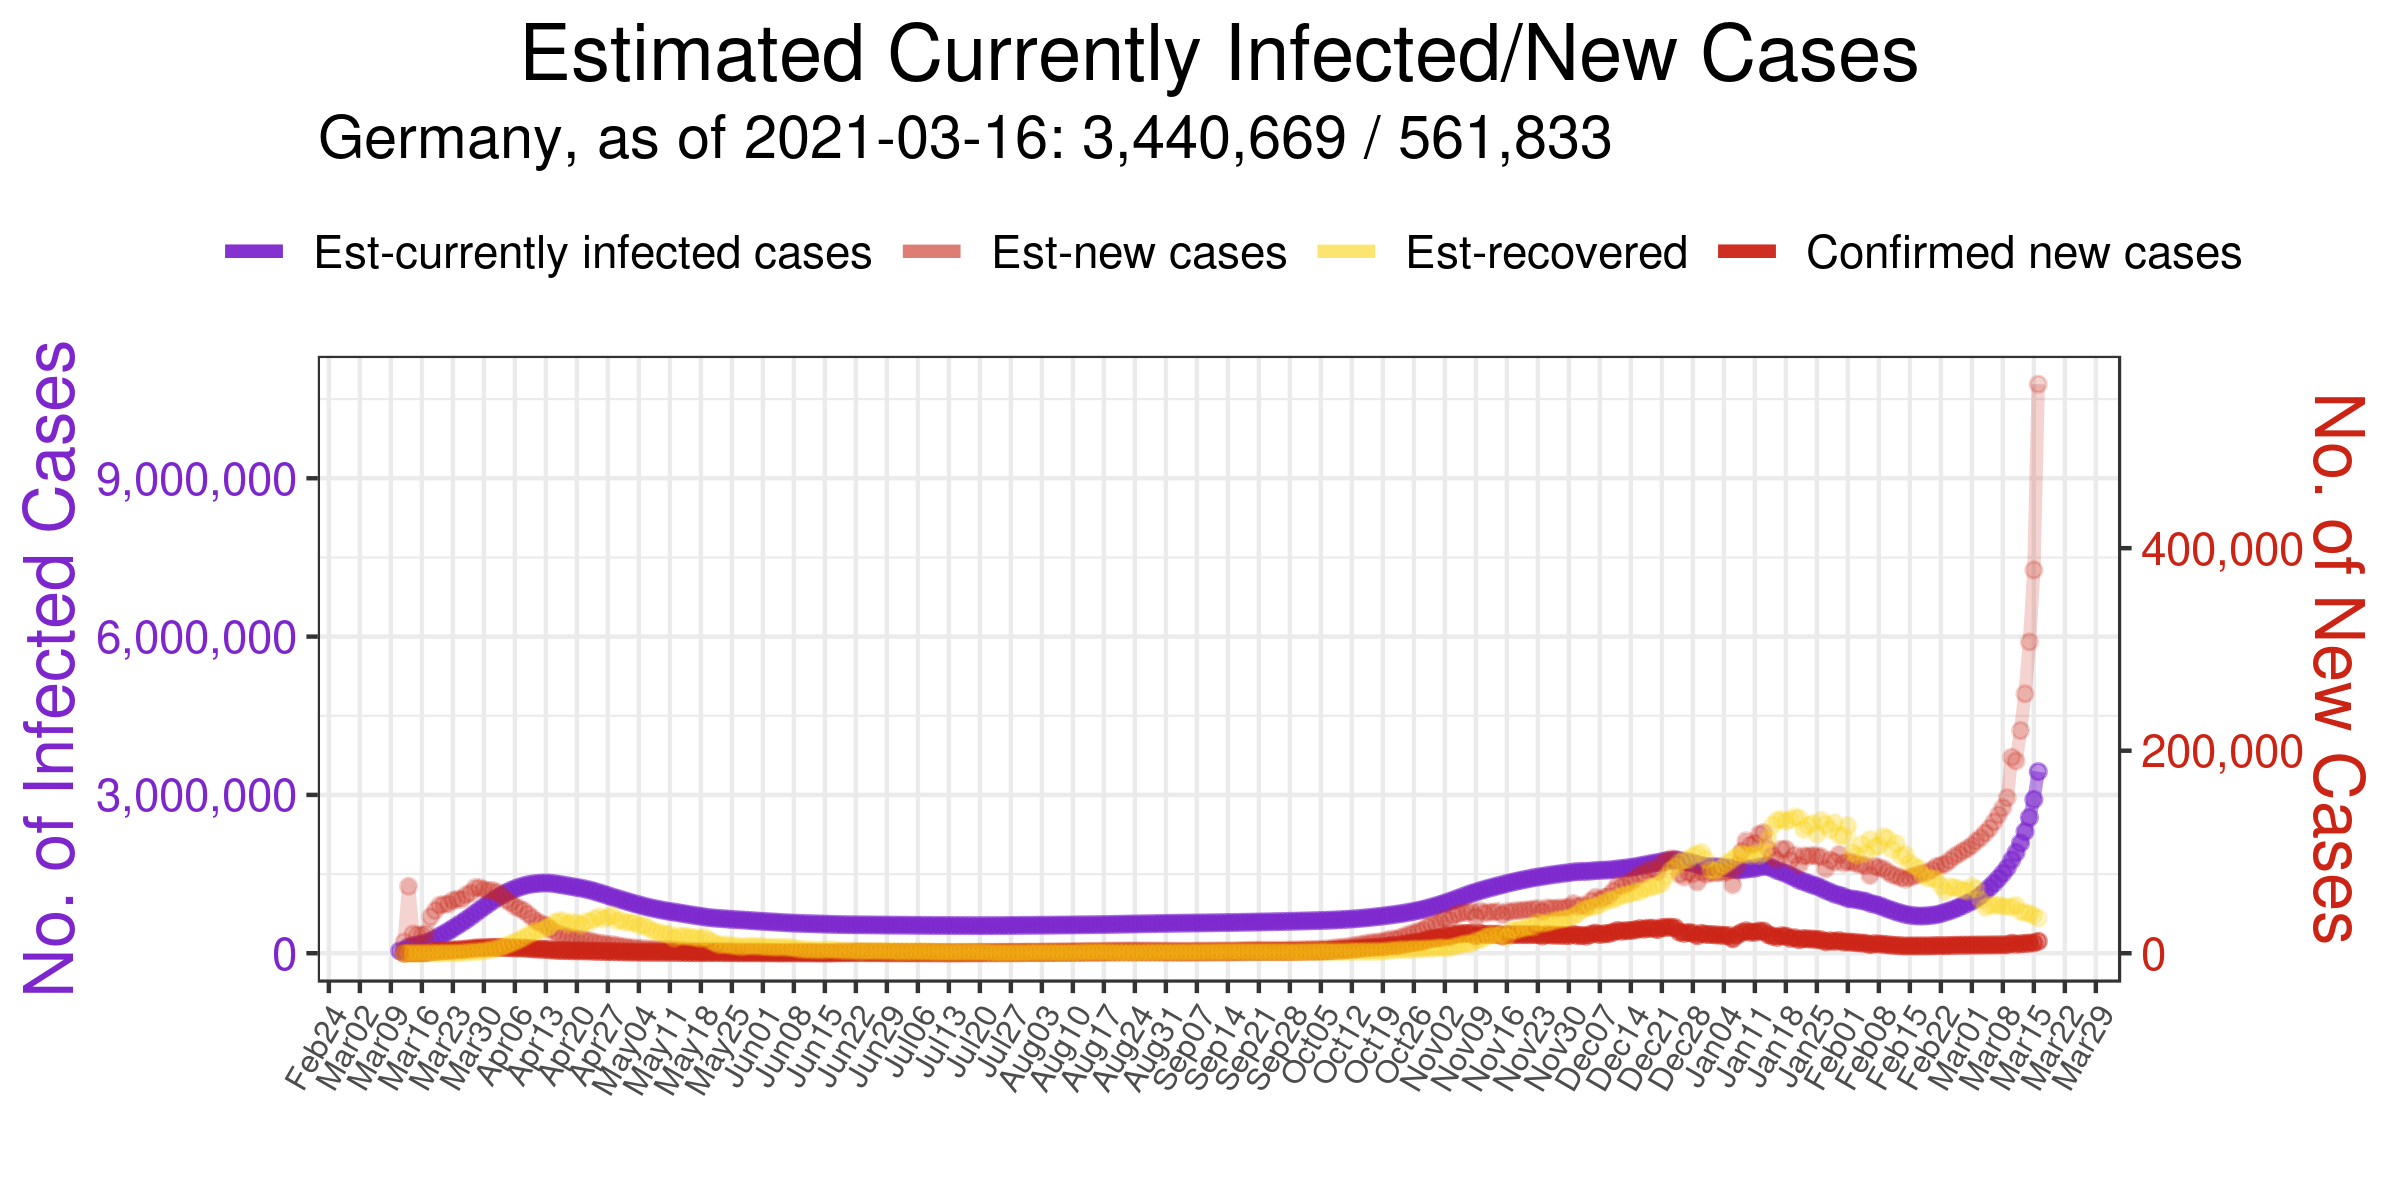 Estimated Currently Infected/New Cases
Germany, as of 2021-03-16: 3,440,669 / 561,833
Est-currently infected cases Est-new cases Est-recovered Confirmed new cases
No. of Infected Cases
9,000,000
6,000,000
3,000,000
0
400,000
200,000
0
No. of New Cases
Feb24 Mar02 Mar09 Mar16 Mar23 Mar30 Apr06 Apr13 Apr20 Apr27 May04 May11 May18 May25 Jun01 Jun08 Jun15 Jun22 Jun29 Jul06 Jul13 Jul20 Jul27 Aug03 Aug10 Aug17 Aug24 Aug31 Sep07 Sep14 Sep21 Sep28 Oct05 Oct12 Oct19 Oct26 Nov02 Nov09 Nov16 Nov23 Nov30 Dec07 Dec14 Dec21 Dec28 Jan04 Jan11 Jan18 Jan25 Feb01 Feb08 Feb15 Feb22 Mar01 Mar08 Mar15 Mar22 Mar29